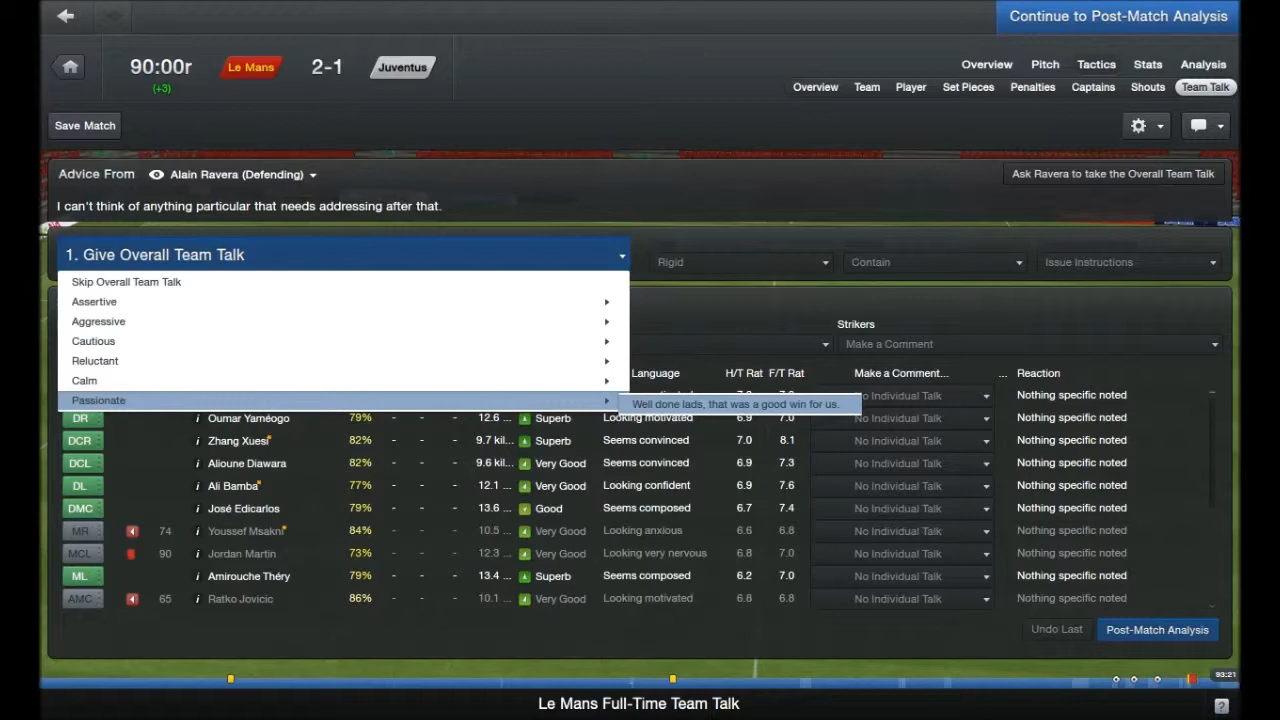 Continue to Post-Match Analysis
90:00r Le Mans 2-1 Juventus
(+3)
Overview Pitch Tactics Stats Analysis
Overview Team Player Set Pieces Penalties Captains Shouts Team Talk
Save Match
Advice From Alain Ravera (Defending) Ask Ravera to take the Overall Team Talk
I can't think of anything particular that needs addressing after that.
1. Give Overall Team Talk Rigid Contain Issue Instructions
Skip Overall Team Talk
Assertive
Aggressive
Cautious
Reluctant
Calm
Passionate
Well done lads, that was a good win for us.
Strikers
Make a Comment
Language H/T Rat F/T Rat Make a Comment... ... Reaction
o Individual Talk Nothing specific noted
DR i Oumar Yaméogo 79% - - - 12.6 ... Superb Looking motivated 6.9 7.0 No Individual Talk Nothing specific noted
DCR i Zhang Xuesi 82% - - - 9.7 kil... Superb Seems convinced 7.0 8.1 No Individual Talk Nothing specific noted
DCL i Alioune Diawara 82% - - - 9.6 kil... Very Good Seems convinced 6.9 7.3 No Individual Talk Nothing specific noted
DL i Ali Bamba 77% - - - 12.1 ... Very Good Looking confident 6.9 7.6 No Individual Talk Nothing specific noted
DMC i José Edicarlos 79% - - - 13.6 ... Good Seems composed 6.7 7.4 No Individual Talk Nothing specific noted
MR 74 i Youssef Msakni 84% - - - 10.5 ... Very Good Looking anxious 6.6 6.8 No Individual Talk Nothing specific noted
MCL 90 i Jordan Martin 73% - - - 12.3 ... Very Good Looking very nervous 6.8 7.0 No Individual Talk Nothing specific noted
ML i Amirouche Théry 79% - - - 13.4 ... Superb Seems composed 6.2 7.0 No Individual Talk Nothing specific noted
AMC 65 i Ratko Jovicic 86% - - - 10.1 ... Very Good Looking motivated 6.8 6.8 No Individual Talk Nothing specific noted
Undo Last Post-Match Analysis
93:21
Le Mans Full-Time Team Talk ?